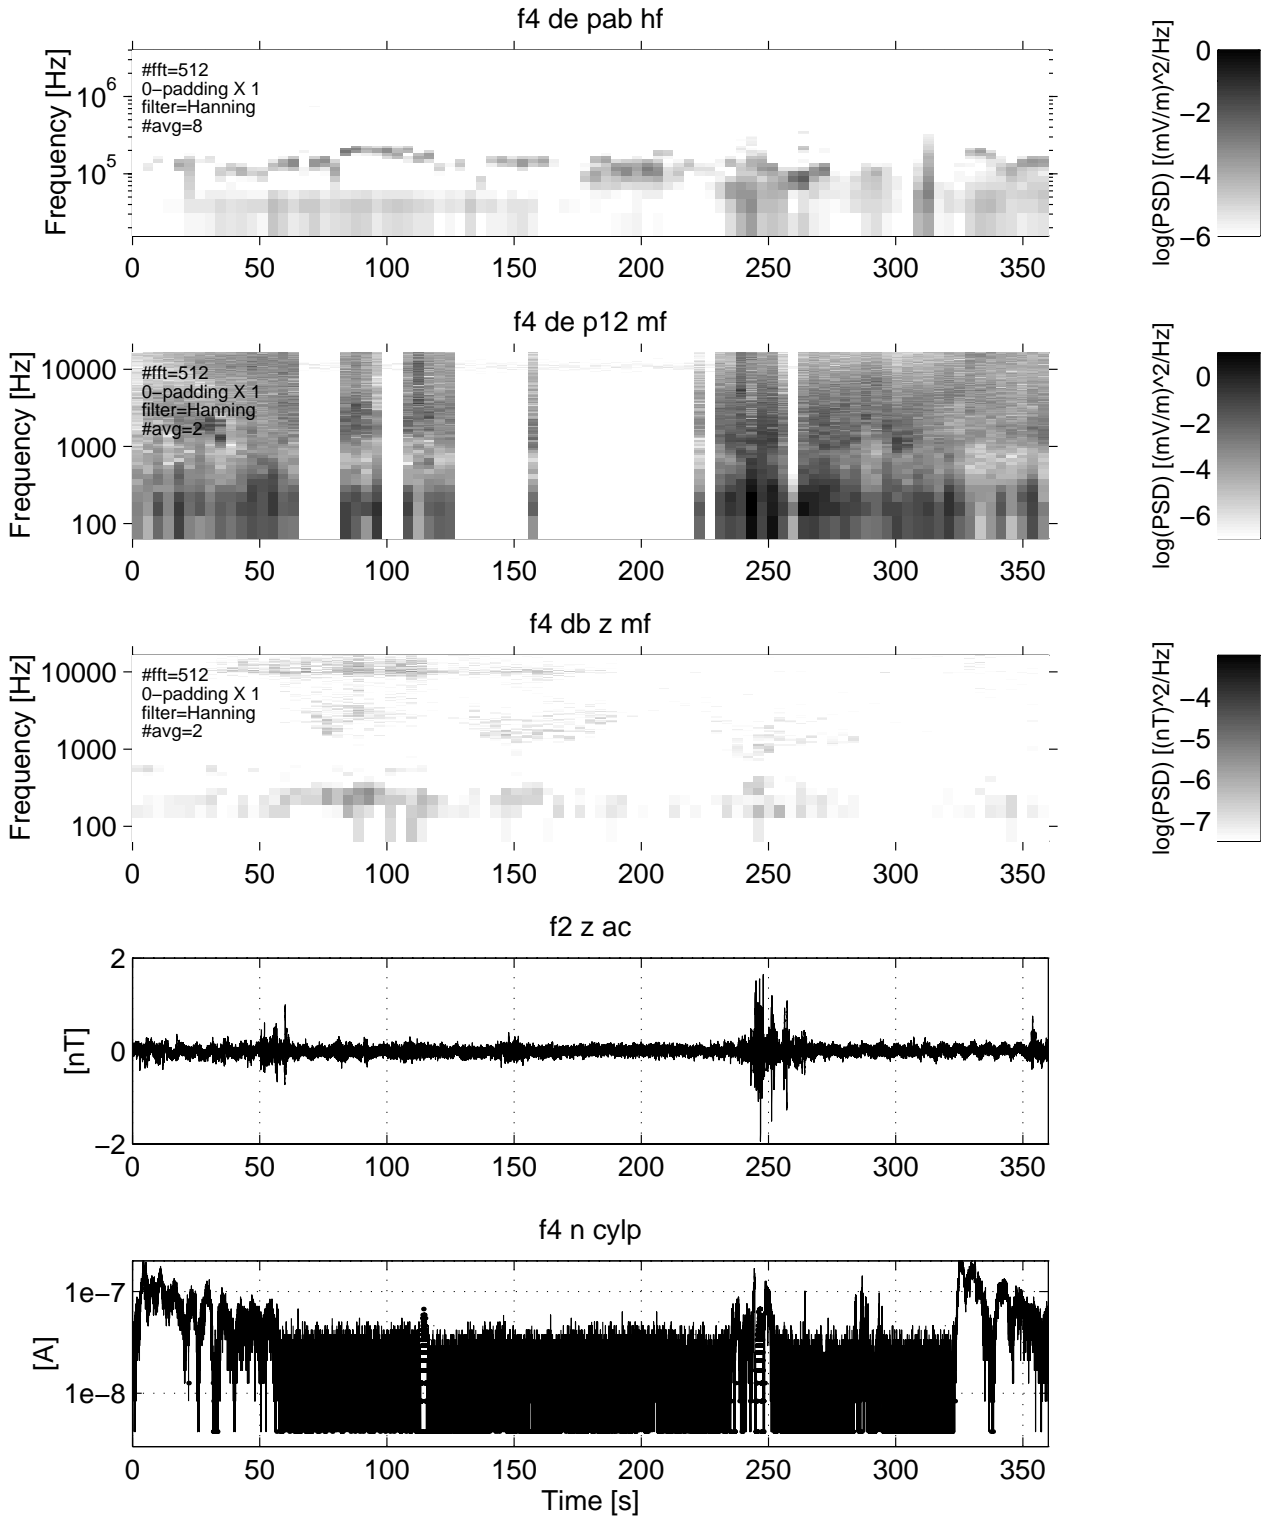 f4 de pab hf
Frequency [Hz]
10^6
10^5
#fft=512
0−padding X 1
filter=Hanning
#avg=8
0 50 100 150 200 250 300 350
log(PSD) [(mV/m)^2/Hz]
0
−2
−4
−6
f4 de p12 mf
Frequency [Hz]
10000
1000
100
#fft=512
0−padding X 1
filter=Hanning
#avg=2
0 50 100 150 200 250 300 350
log(PSD) [(mV/m)^2/Hz]
0
−2
−4
−6
f4 db z mf
Frequency [Hz]
10000
1000
100
#fft=512
0−padding X 1
filter=Hanning
#avg=2
0 50 100 150 200 250 300 350
log(PSD) [(nT)^2/Hz]
−4
−5
−6
−7
f2 z ac
[nT]
2
0
−2
0 50 100 150 200 250 300 350
f4 n cylp
[A]
1e−7
1e−8
0 50 100 150 200 250 300 350
Time [s]